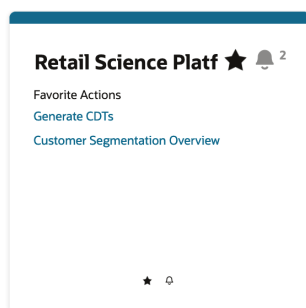 Retail Science Platf 2
Favorite Actions
Generate CDTs
Customer Segmentation Overview